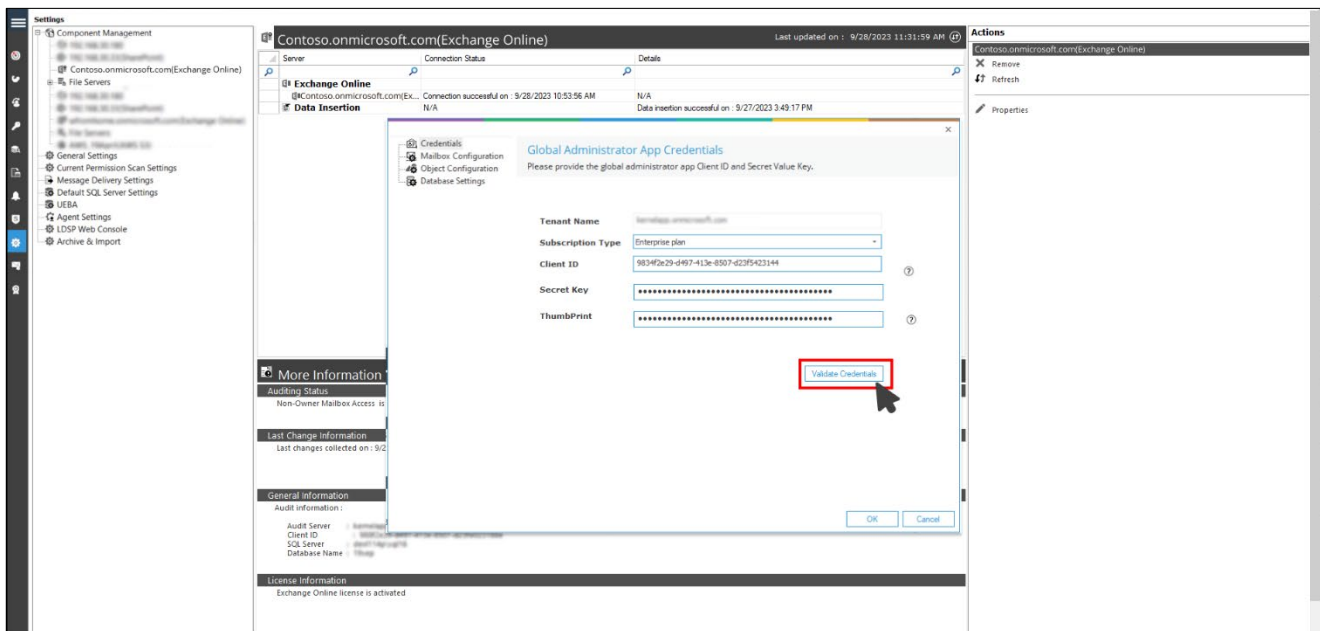 Settings
Component Management
Contoso.onmicrosoft.com(Exchange Online)
File Servers
General Settings
Current Permission Scan Settings
Message Delivery Settings
Default SQL Server Settings
UEBA
Agent Settings
LDSP Web Console
Archive & Import
Contoso.onmicrosoft.com(Exchange Online)
Last updated on : 9/28/2023 11:31:59 AM
Server Connection Status Details
Exchange Online
Contoso.onmicrosoft.com(Ex... Connection successful on : 9/28/2023 10:53:56 AM N/A
Data Insertion N/A Data insertion successful on : 9/27/2023 3:49:17 PM
Credentials
Mailbox Configuration
Object Configuration
Database Settings
Global Administrator App Credentials
Please provide the global administrator app Client ID and Secret Value Key.
Tenant Name
Subscription Type Enterprise plan
Client ID 9834f2e29-d497-413e-8507-d23f5423144
Secret Key
ThumbPrint
Validate Credentials
OK Cancel
More Information
Auditing Status
Non-Owner Mailbox Access is
Last Change Information
Last changes collected on : 9/2
General Information
Audit information :
Audit Server :
Client ID :
SQL Server :
Database Name :
License Information
Exchange Online license is activated
Actions
Contoso.onmicrosoft.com(Exchange Online)
Remove
Refresh
Properties